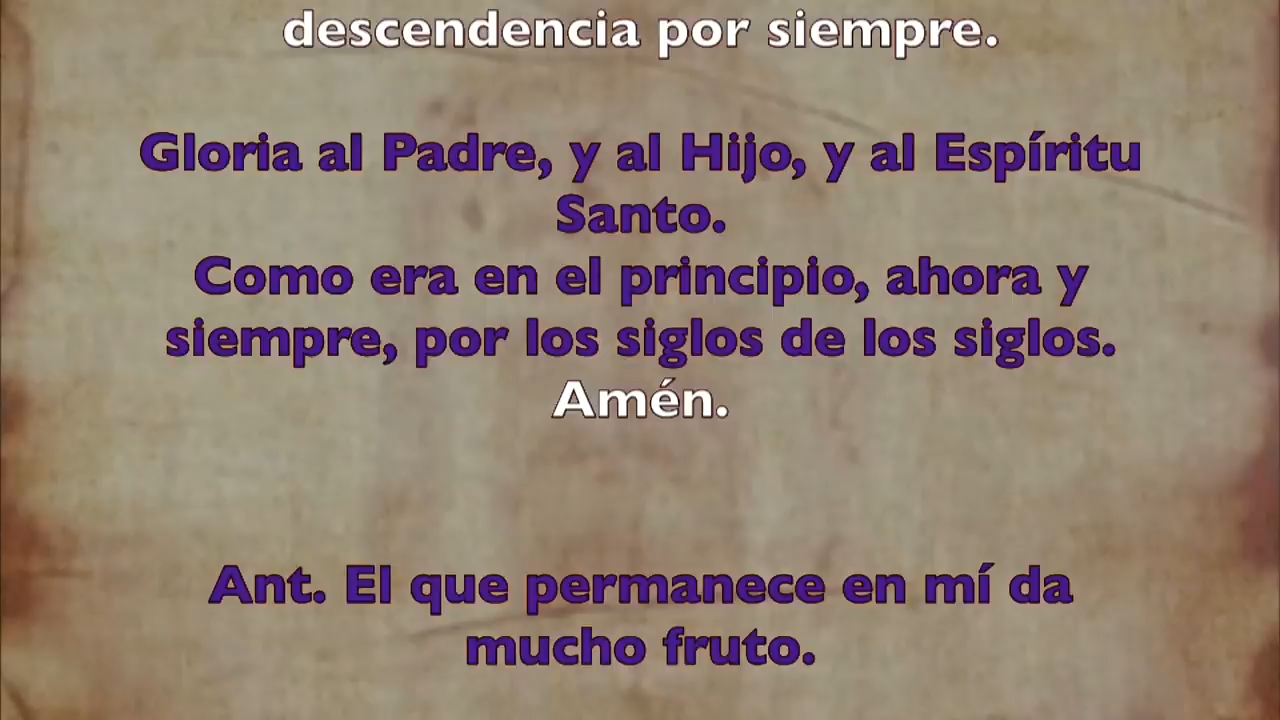 descendencia por siempre.
Gloria al Padre, y al Hijo, y al Espíritu
Santo.
Como era en el principio, ahora y
siempre, por los siglos de los siglos.
Amén.
Ant. El que permanece en mí da
mucho fruto.